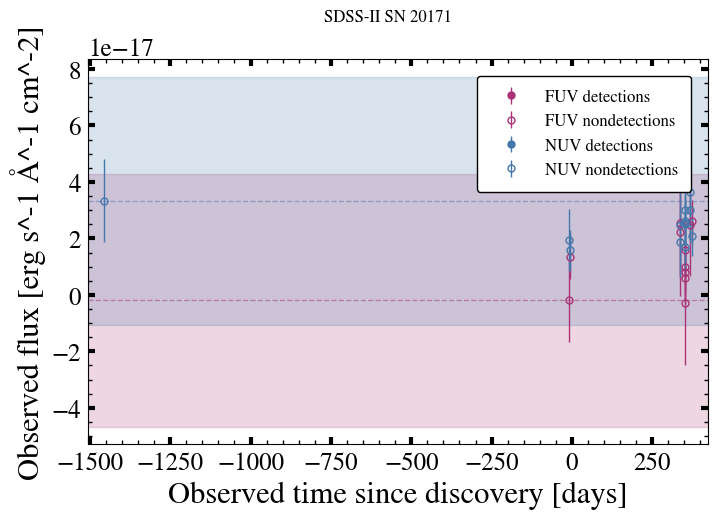 SDSS-II SN 20171
1e−17
8
6
4
2
0
−2
−4
Observed flux [erg s^-1 Å^-1 cm^-2]
FUV detections
FUV nondetections
NUV detections
NUV nondetections
−1500 −1250 −1000 −750 −500 −250 0 250
Observed time since discovery [days]